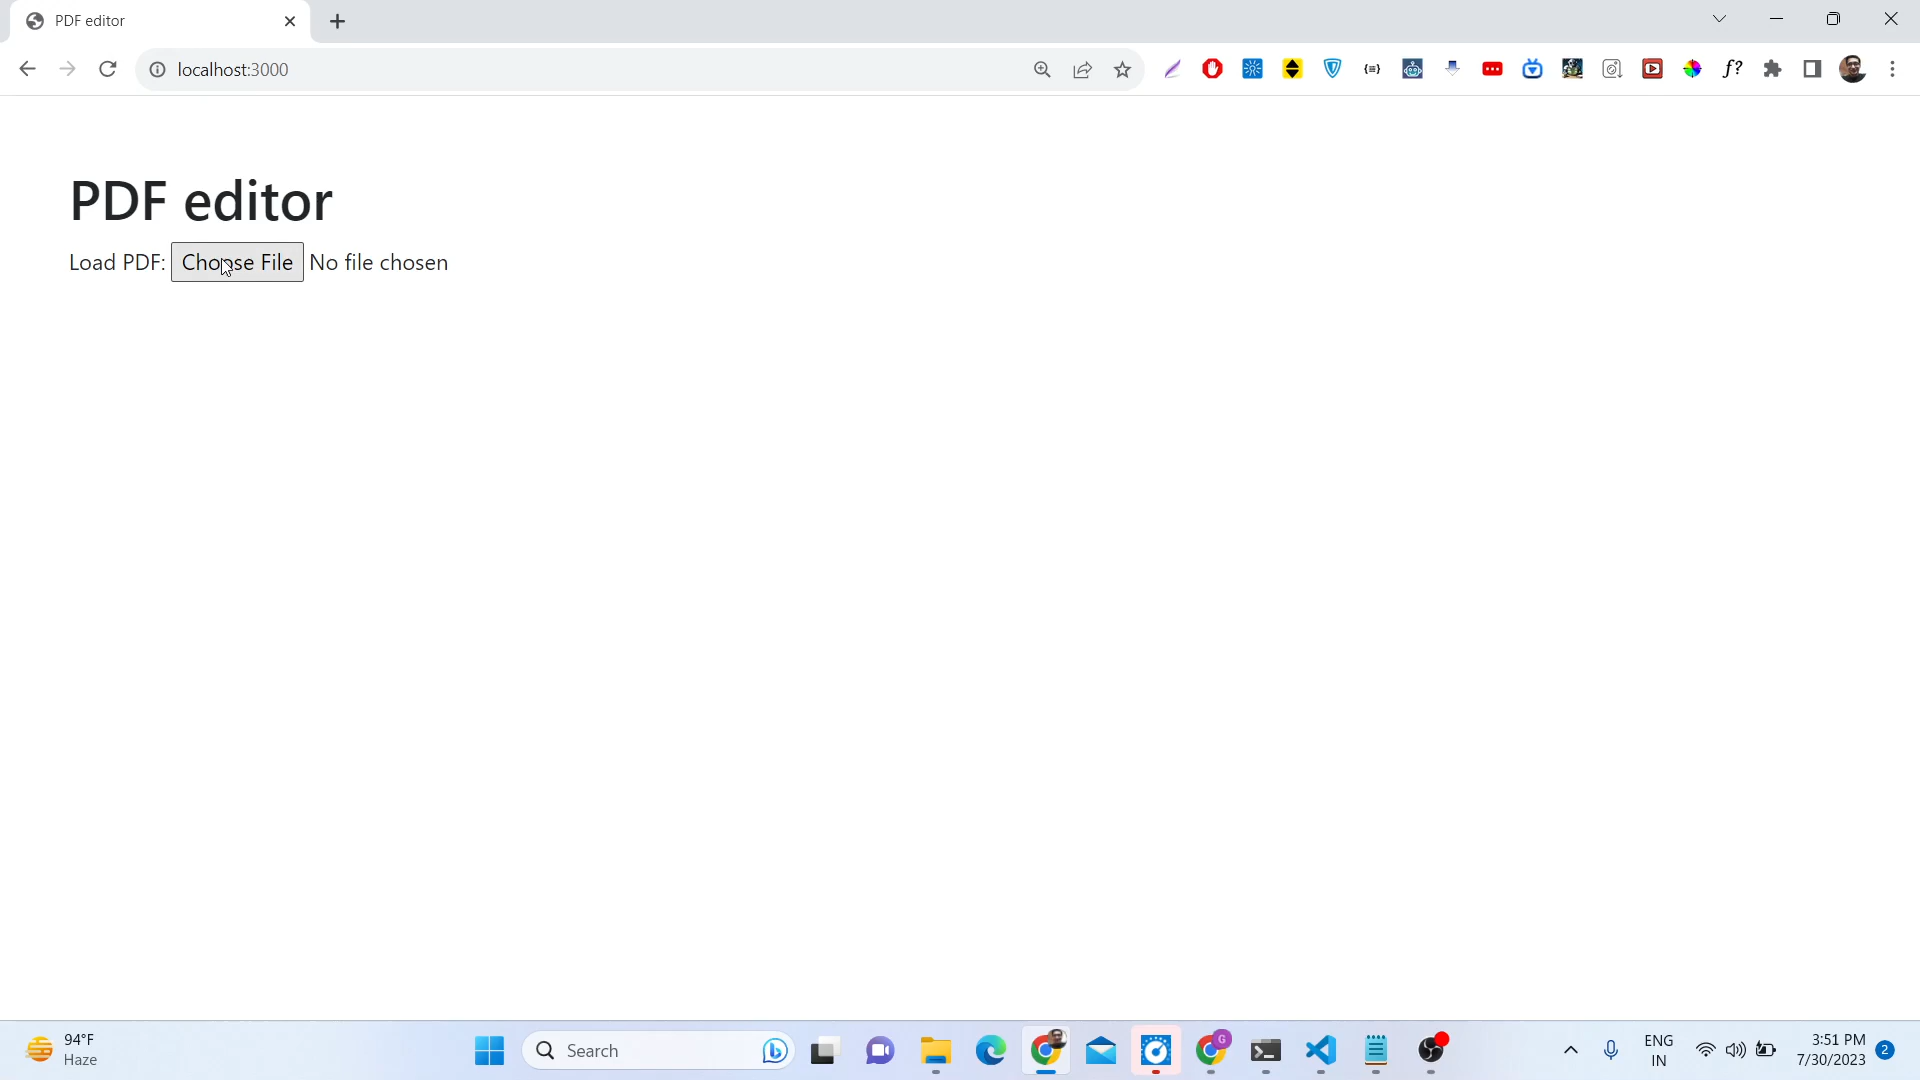 PDF editor
localhost:3000
PDF editor
Load PDF: Choose File No file chosen
94°F
Haze
Search
G
ENG
IN
3:51 PM
7/30/2023
2